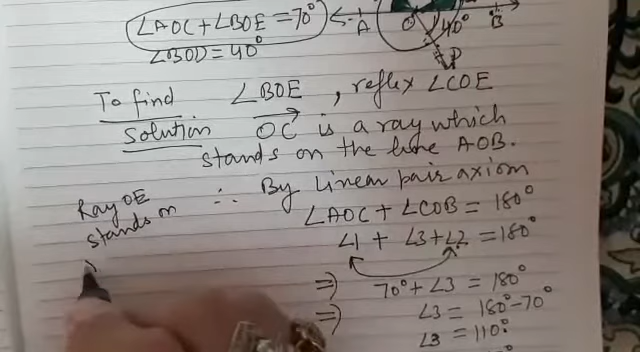 ∠AOC + ∠BOE = 70°
A O 40° B
∠BOD = 40°
D
To find ∠BOE , reflex ∠COE
Solution OC is a ray which
stands on the line AOB.
Ray OE
stands on
∴ By Linear pair axiom
∠AOC + ∠COB = 180°
∠1 + ∠3 + ∠2 = 180°
⇒) 70° + ∠3 = 180°
⇒) ∠3 = 180° - 70°
∠3 = 110°